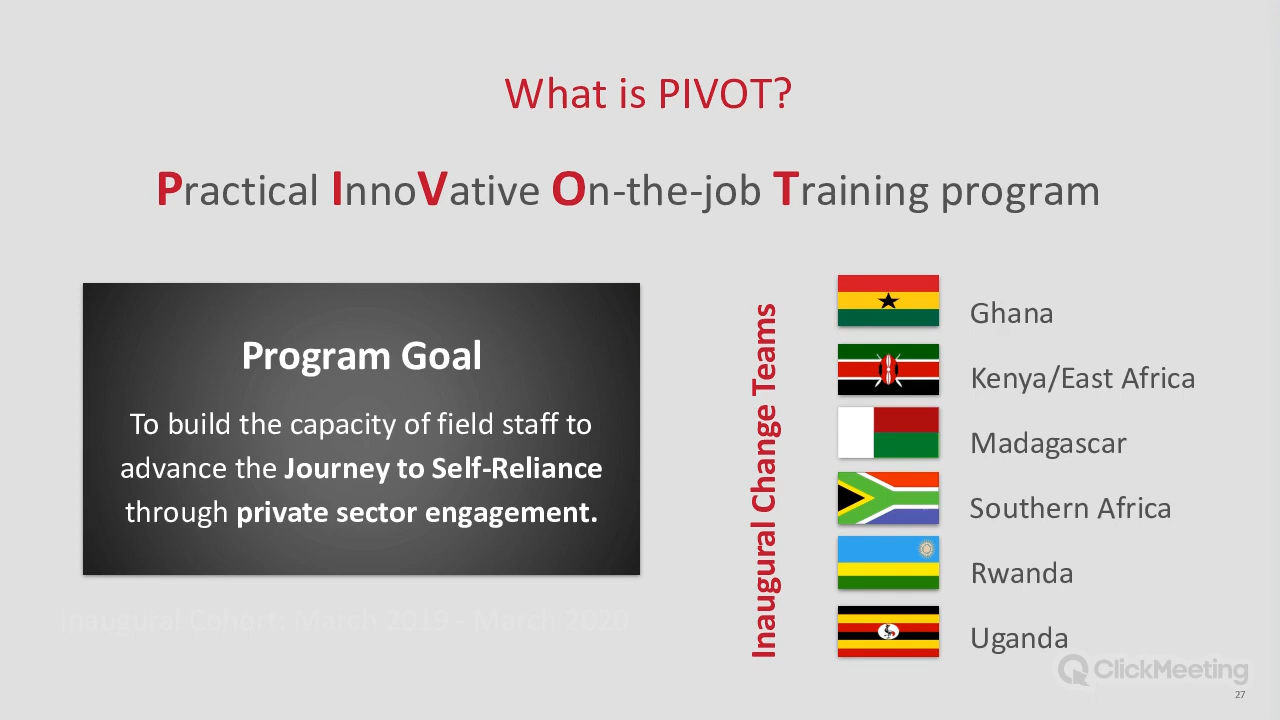 What is PIVOT?
Practical InnoVative On-the-job Training program
Program Goal
To build the capacity of field staff to
advance the Journey to Self-Reliance
through private sector engagement.
Inaugural Cohort, March 2019 - March 2020
Inaugural Change Teams
Ghana
Kenya/East Africa
Madagascar
Southern Africa
Rwanda
Uganda
ClickMeeting
27